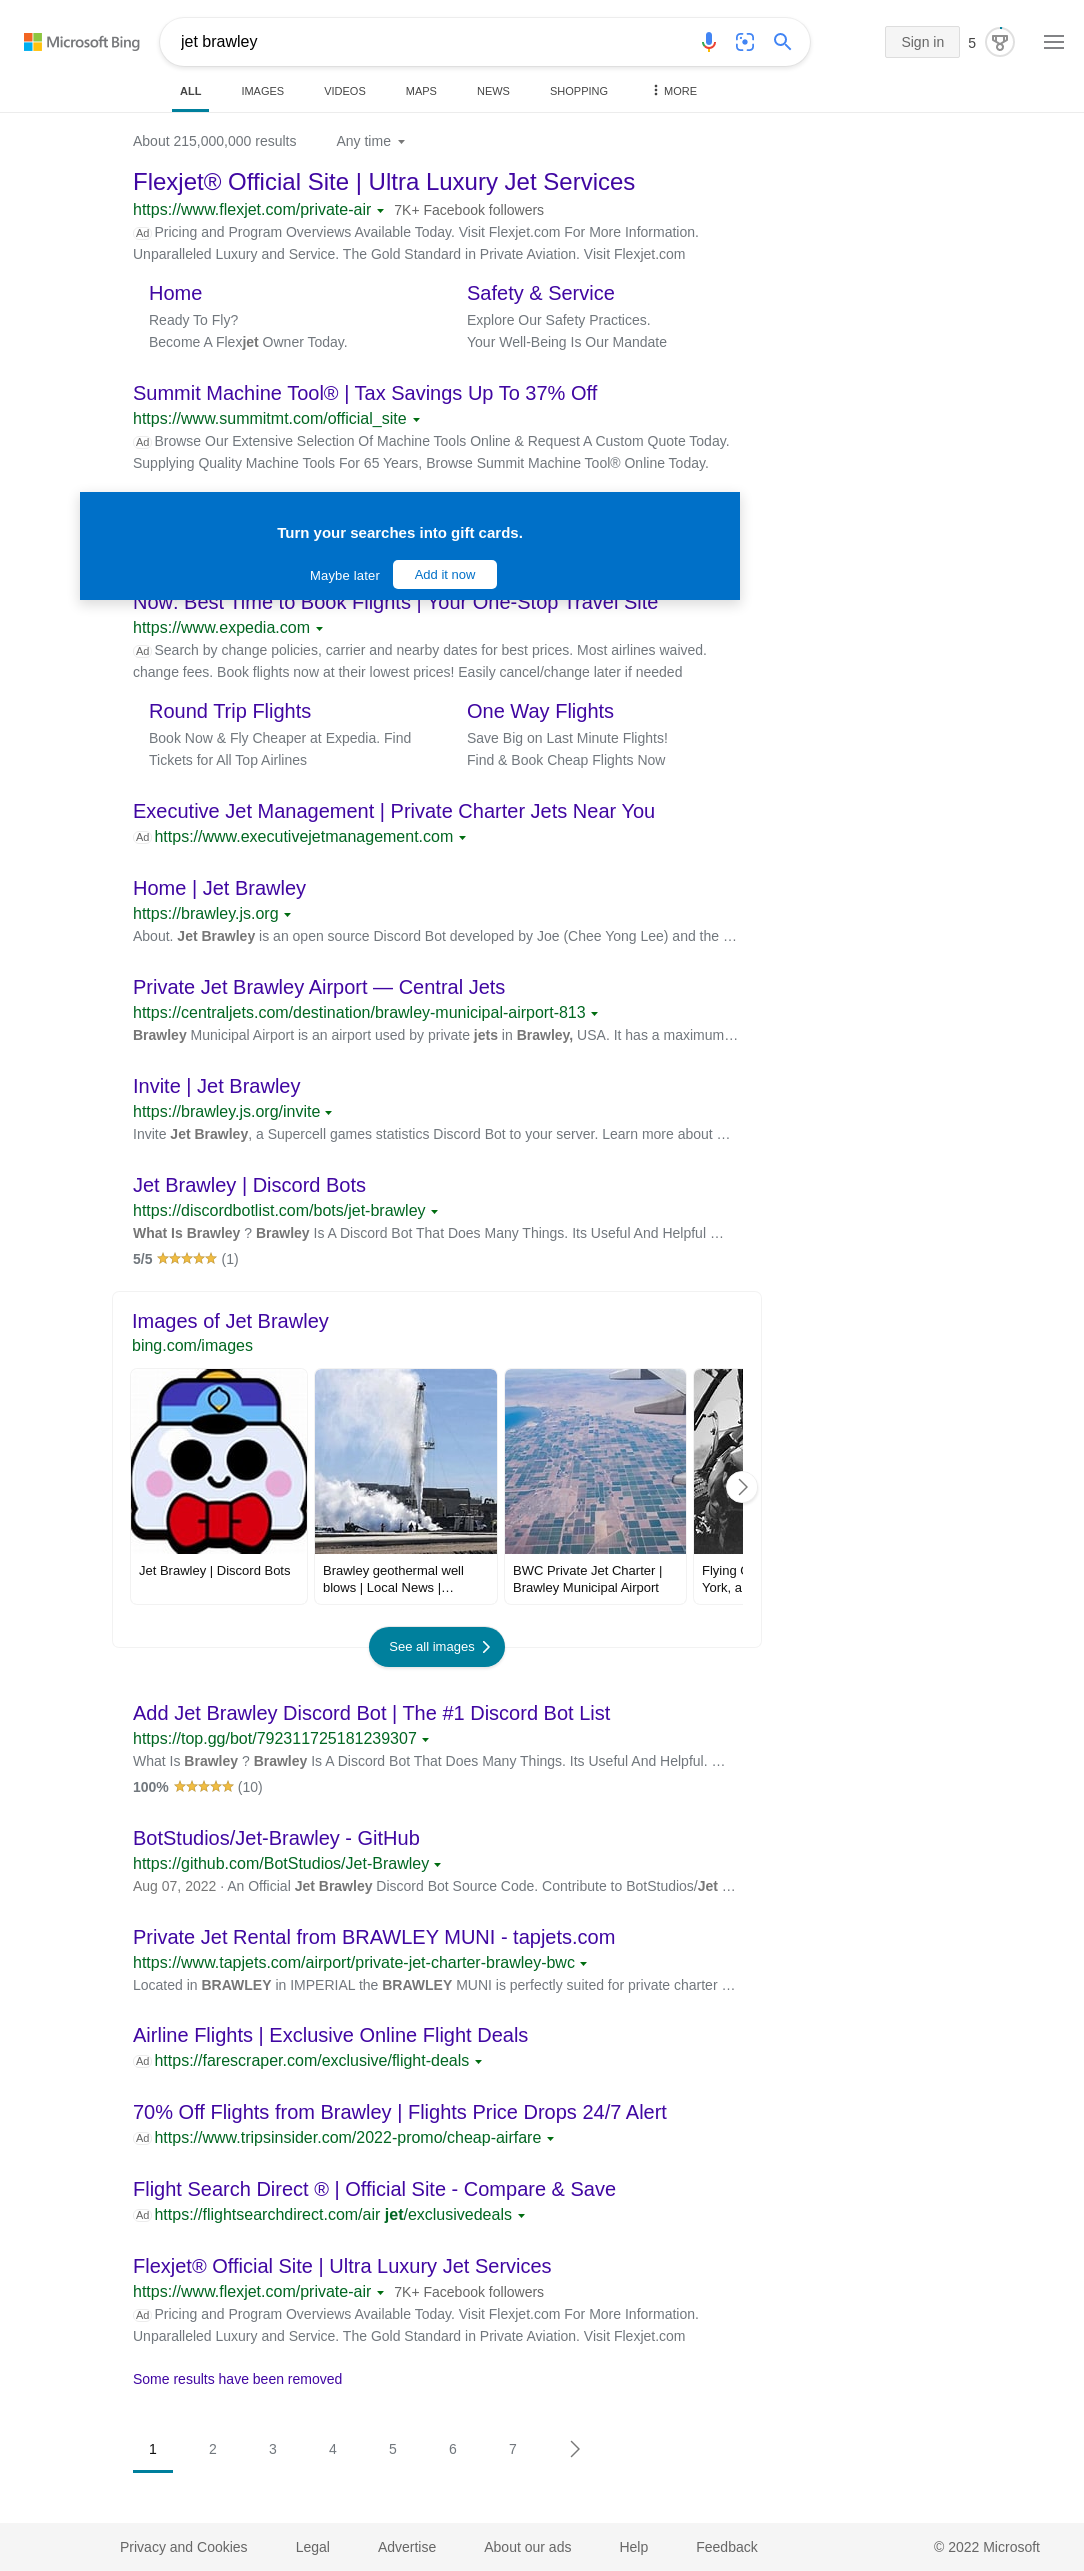 Microsoft Bing
jet brawley
Sign in
5
ALL
IMAGES
VIDEOS
MAPS
NEWS
SHOPPING
MORE
About 215,000,000 results
Any time
Flexjet® Official Site | Ultra Luxury Jet Services
https://www.flexjet.com/private-air 7K+ Facebook followers
Ad Pricing and Program Overviews Available Today. Visit Flexjet.com For More Information.
Unparalleled Luxury and Service. The Gold Standard in Private Aviation. Visit Flexjet.com
Home
Ready To Fly?
Become A Flexjet Owner Today.
Safety & Service
Explore Our Safety Practices.
Your Well-Being Is Our Mandate
Summit Machine Tool® | Tax Savings Up To 37% Off
https://www.summitmt.com/official_site
Ad Browse Our Extensive Selection Of Machine Tools Online & Request A Custom Quote Today.
Supplying Quality Machine Tools For 65 Years, Browse Summit Machine Tool® Online Today.
Turn your searches into gift cards.
Maybe later
Add it now
Now: Best Time to Book Flights | Your One-Stop Travel Site
https://www.expedia.com
Ad Search by change policies, carrier and nearby dates for best prices. Most airlines waived.
change fees. Book flights now at their lowest prices! Easily cancel/change later if needed
Round Trip Flights
Book Now & Fly Cheaper at Expedia. Find
Tickets for All Top Airlines
One Way Flights
Save Big on Last Minute Flights!
Find & Book Cheap Flights Now
Executive Jet Management | Private Charter Jets Near You
Ad https://www.executivejetmanagement.com
Home | Jet Brawley
https://brawley.js.org
About. Jet Brawley is an open source Discord Bot developed by Joe (Chee Yong Lee) and the …
Private Jet Brawley Airport — Central Jets
https://centraljets.com/destination/brawley-municipal-airport-813
Brawley Municipal Airport is an airport used by private jets in Brawley, USA. It has a maximum…
Invite | Jet Brawley
https://brawley.js.org/invite
Invite Jet Brawley, a Supercell games statistics Discord Bot to your server. Learn more about …
Jet Brawley | Discord Bots
https://discordbotlist.com/bots/jet-brawley
What Is Brawley ? Brawley Is A Discord Bot That Does Many Things. Its Useful And Helpful …
5/5 (1)
Images of Jet Brawley
bing.com/images
Jet Brawley | Discord Bots
Brawley geothermal well
blows | Local News |…
BWC Private Jet Charter |
Brawley Municipal Airport
Flying
York, a
See all images
Add Jet Brawley Discord Bot | The #1 Discord Bot List
https://top.gg/bot/792311725181239307
What Is Brawley ? Brawley Is A Discord Bot That Does Many Things. Its Useful And Helpful. …
100% (10)
BotStudios/Jet-Brawley - GitHub
https://github.com/BotStudios/Jet-Brawley
Aug 07, 2022 · An Official Jet Brawley Discord Bot Source Code. Contribute to BotStudios/Jet …
Private Jet Rental from BRAWLEY MUNI - tapjets.com
https://www.tapjets.com/airport/private-jet-charter-brawley-bwc
Located in BRAWLEY in IMPERIAL the BRAWLEY MUNI is perfectly suited for private charter …
Airline Flights | Exclusive Online Flight Deals
Ad https://farescraper.com/exclusive/flight-deals
70% Off Flights from Brawley | Flights Price Drops 24/7 Alert
Ad https://www.tripsinsider.com/2022-promo/cheap-airfare
Flight Search Direct ® | Official Site - Compare & Save
Ad https://flightsearchdirect.com/air jet/exclusivedeals
Flexjet® Official Site | Ultra Luxury Jet Services
https://www.flexjet.com/private-air 7K+ Facebook followers
Ad Pricing and Program Overviews Available Today. Visit Flexjet.com For More Information.
Unparalleled Luxury and Service. The Gold Standard in Private Aviation. Visit Flexjet.com
Some results have been removed
1 2 3 4 5 6 7
Privacy and Cookies
Legal
Advertise
About our ads
Help
Feedback
© 2022 Microsoft